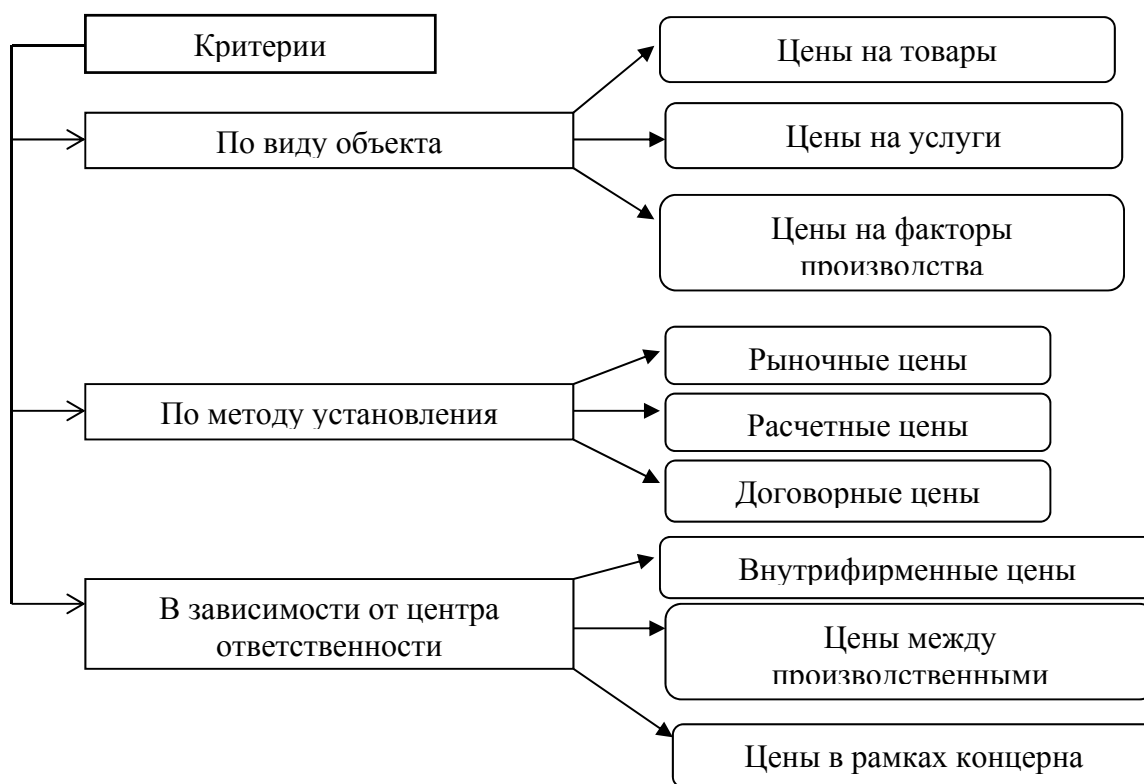 Критерии
По виду объекта
Цены на товары
Цены на услуги
Цены на факторы
производства
По методу установления
Рыночные цены
Расчетные цены
Договорные цены
В зависимости от центра
ответственности
Внутрифирменные цены
Цены между
производственными
Цены в рамках концерна